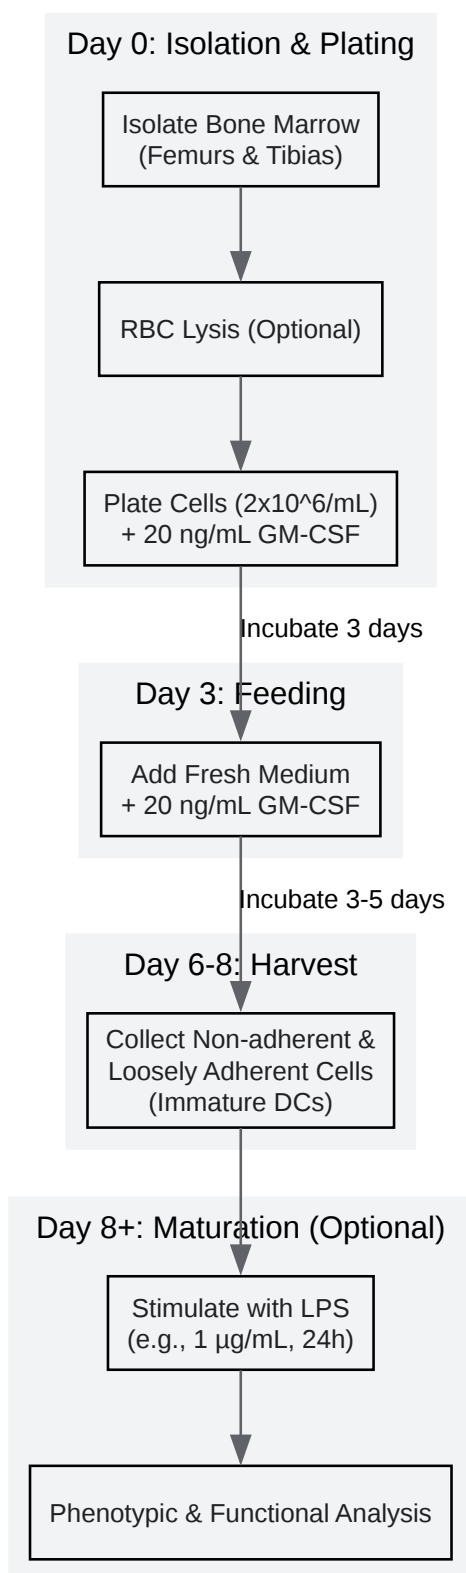 Day 0: Isolation & Plating
Isolate Bone Marrow
(Femurs & Tibias)
RBC Lysis (Optional)
Plate Cells (2x10^6/mL)
+ 20 ng/mL GM-CSF
Incubate 3 days
Day 3: Feeding
Add Fresh Medium
+ 20 ng/mL GM-CSF
Incubate 3-5 days
Day 6-8: Harvest
Collect Non-adherent &
Loosely Adherent Cells
(Immature DCs)
Day 8+: Maturation (Optional)
Stimulate with LPS
(e.g., 1 µg/mL, 24h)
Phenotypic & Functional Analysis